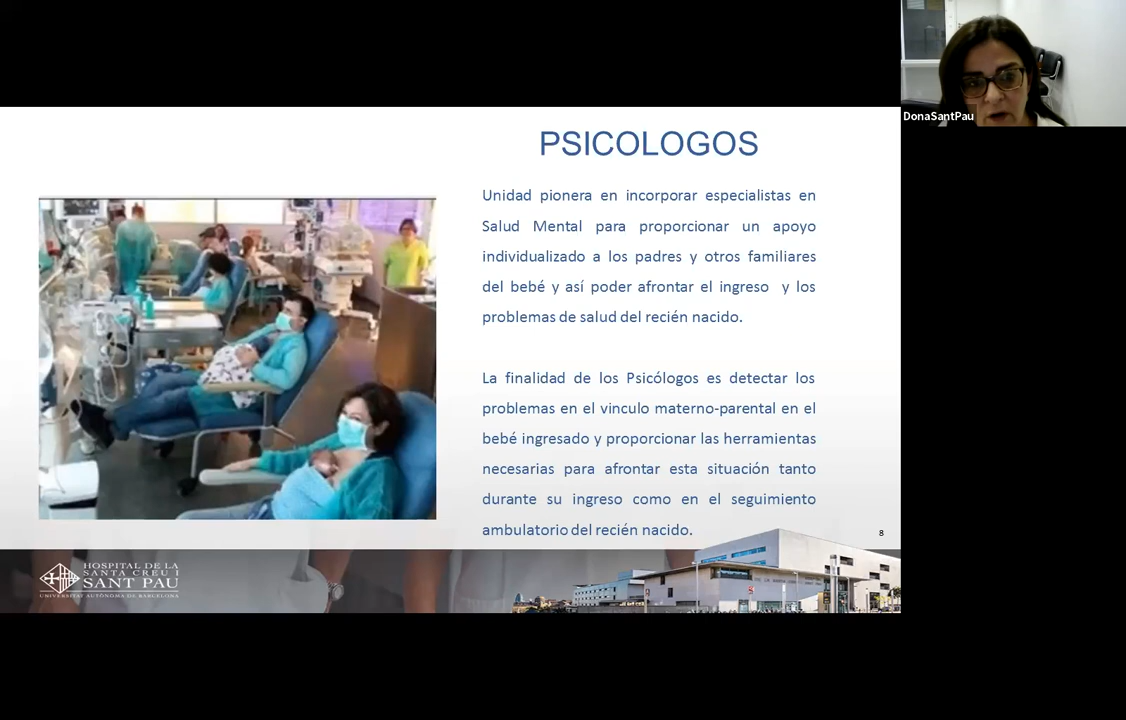 DonaSantPau
PSICOLOGOS
Unidad pionera en incorporar especialistas en
Salud Mental para proporcionar un apoyo
individualizado a los padres y otros familiares
del bebé y así poder afrontar el ingreso y los
problemas de salud del recién nacido.
La finalidad de los Psicólogos es detectar los
problemas en el vinculo materno-parental en el
bebé ingresado y proporcionar las herramientas
necesarias para afrontar esta situación tanto
durante su ingreso como en el seguimiento
ambulatorio del recién nacido.
8
HOSPITAL DE LA
SANTA CREU I
SANT PAU
UNIVERSITAT AUTÒNOMA DE BARCELONA